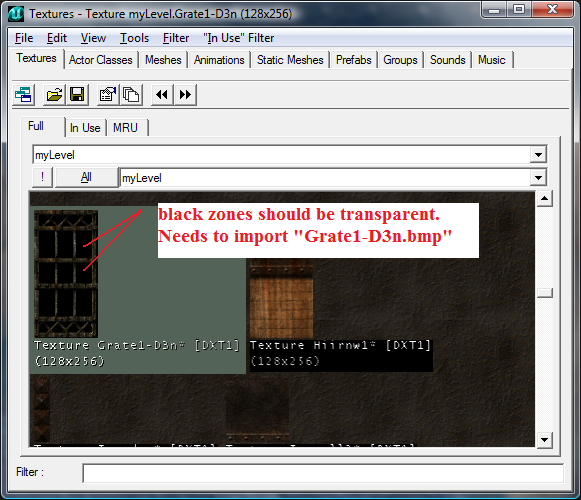 Textures - Texture myLevel.Grate1-D3n (128x256)
File Edit View Tools Filter "In Use" Filter
Textures Actor Classes Meshes Animations Static Meshes Prefabs Groups Sounds Music
Full In Use MRU
myLevel
! All myLevel
black zones should be transparent.
Needs to import "Grate1-D3n.bmp"
Texture Grate1-D3n* [DXT1] Texture Hiirnw1* [DXT1]
(128x256) (128x256)
Filter :